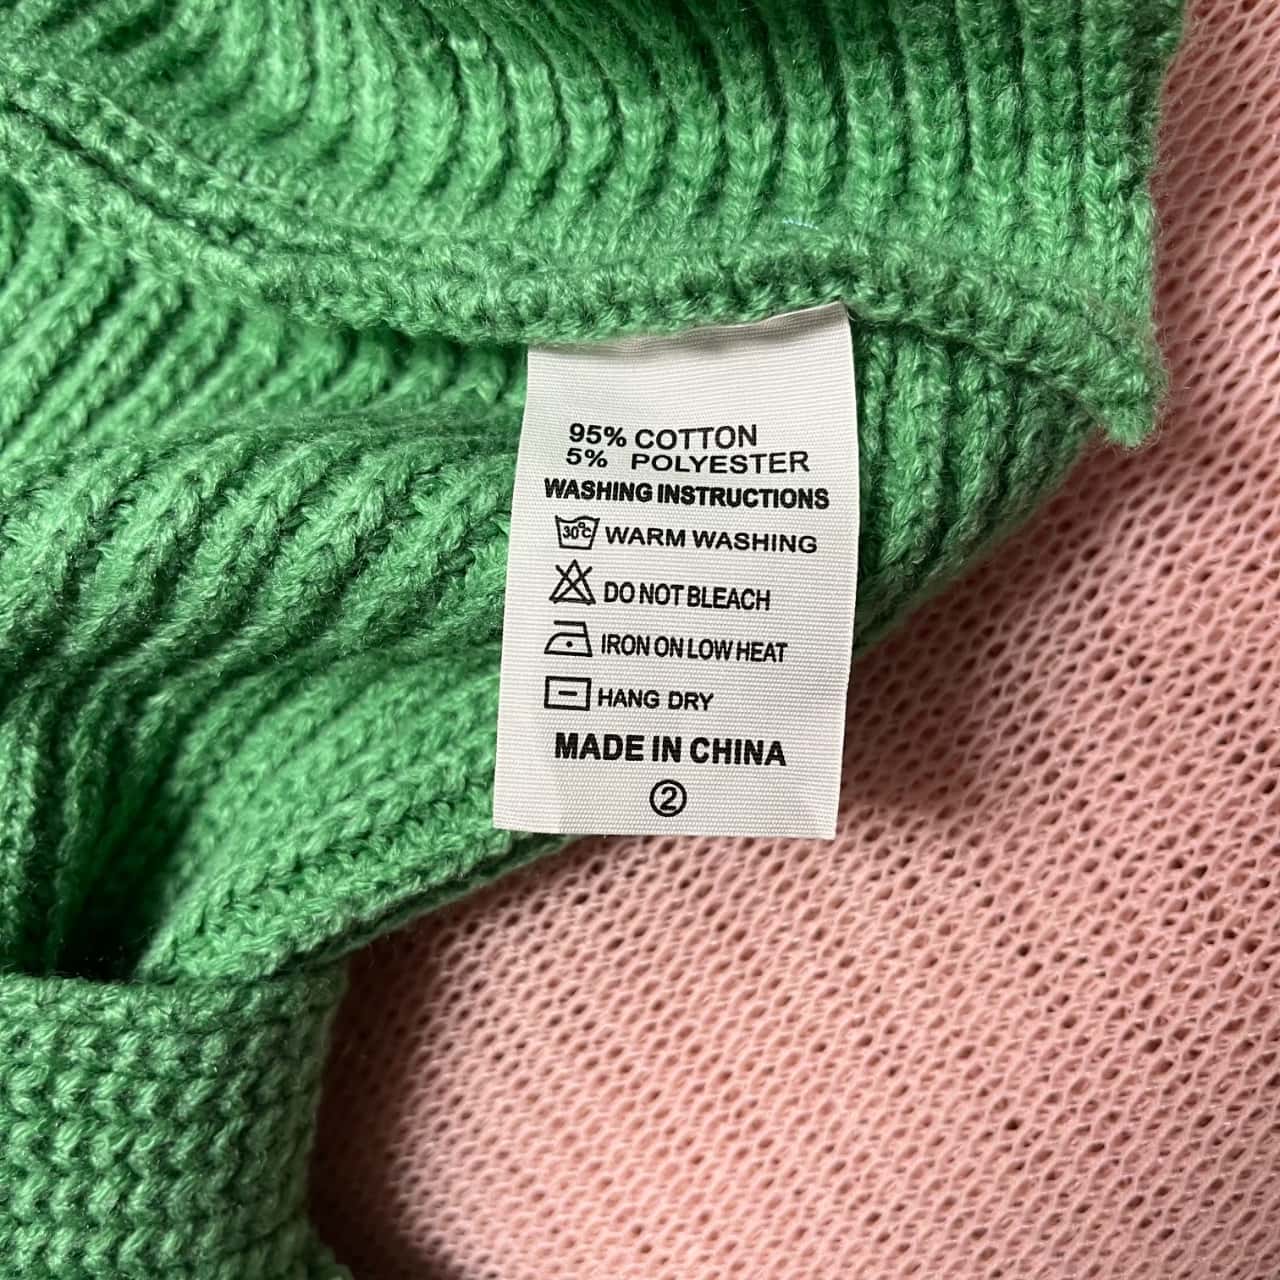 95% COTTON
5% POLYESTER
WASHING INSTRUCTIONS
30°C WARM WASHING
DO NOT BLEACH
IRON ON LOW HEAT
HANG DRY
MADE IN CHINA
②